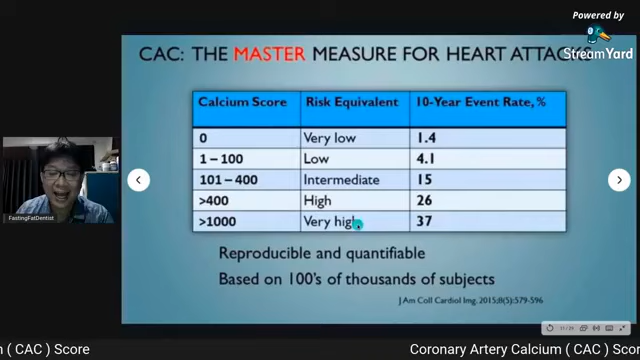 Powered by
StreamYard
CAC: THE MASTER MEASURE FOR HEART ATTACKS
Calcium Score Risk Equivalent 10-Year Event Rate, %
0 Very low 1.4
1 – 100 Low 4.1
101 – 400 Intermediate 15
>400 High 26
>1000 Very high 37
Reproducible and quantifiable
Based on 100's of thousands of subjects
J Am Coll Cardiol Img. 2015;8(5):579-596
FastingFatDentist
11 / 29
( CAC ) Score
Coronary Artery Calcium ( CAC ) Scor